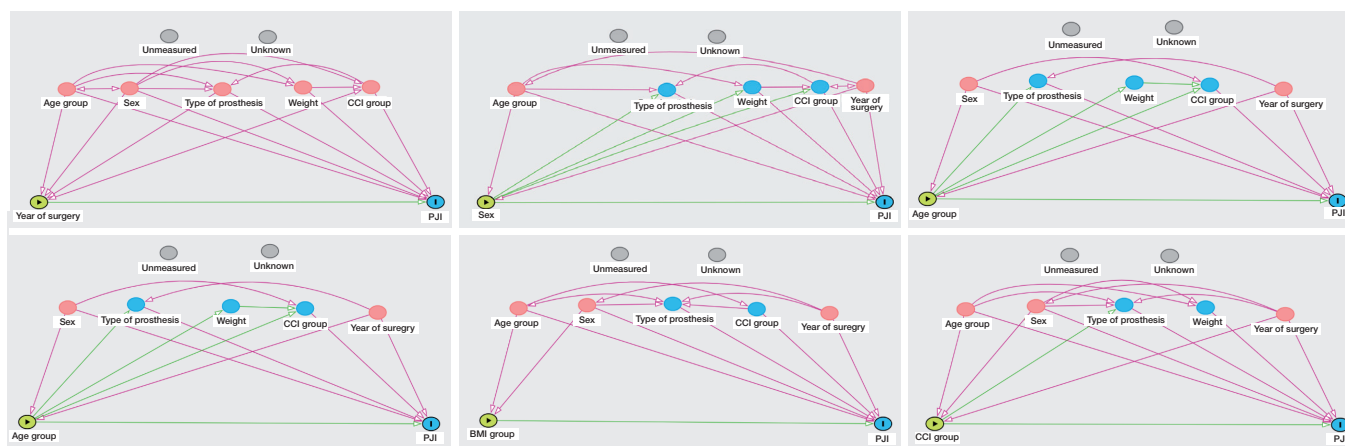 Unmeasured
Unknown
Age group
Sex
Type of prosthesis
Weight
CCI group
Year of surgery
PJI
Unmeasured
Unknown
Age group
Type of prosthesis
Weight
CCI group
Year of
surgery
Sex
PJI
Unmeasured
Unknown
Sex
Type of prosthesis
Weight
CCI group
Year of surgery
Age group
PJI
Unmeasured
Unknown
Sex
Type of prosthesis
Weight
CCI group
Year of suregry
Age group
PJI
Unmeasured
Unknown
Age group
Sex
Type of prosthesis
CCI group
Year of suregry
BMI group
PJI
Unmeasured
Unknown
Age group
Sex
Type of prosthesis
Weight
Year of surgery
CCI group
PJI